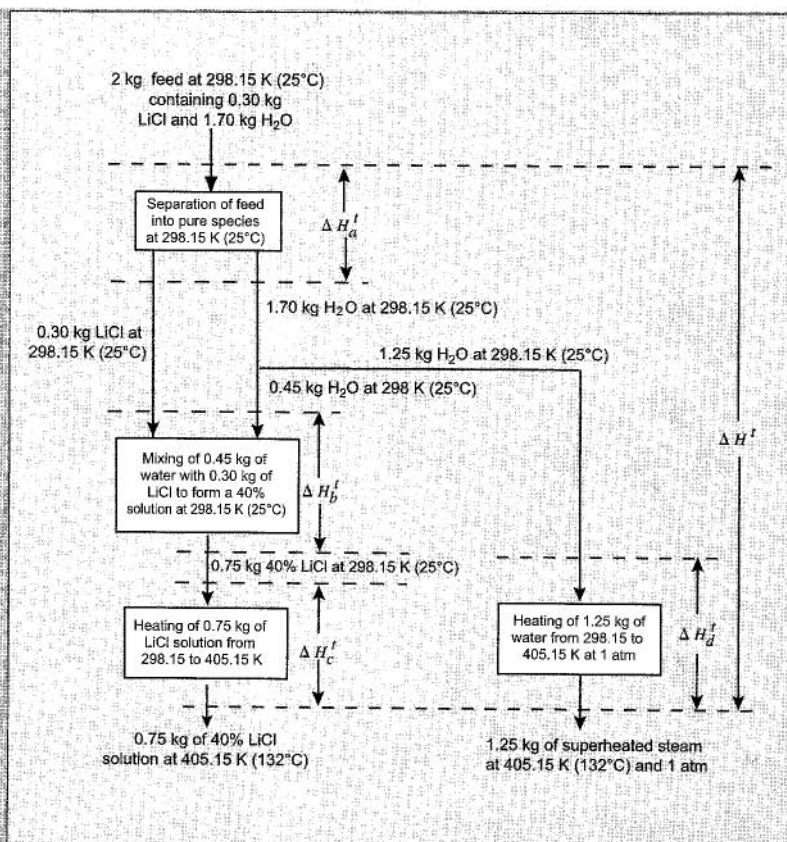 2 kg feed at 298.15 K (25°C)
containing 0.30 kg
LiCl and 1.70 kg H₂O
Separation of feed
into pure species
at 298.15 K (25°C)
Δ Hₐᵗ
1.70 kg H₂O at 298.15 K (25°C)
0.30 kg LiCl at
298.15 K (25°C)
1.25 kg H₂O at 298.15 K (25°C)
0.45 kg H₂O at 298 K (25°C)
Δ Hᵗ
Mixing of 0.45 kg of
water with 0.30 kg of
LiCl to form a 40%
solution at 298.15 K (25°C)
Δ H_bᵗ
0.75 kg 40% LiCl at 298.15 K (25°C)
Heating of 0.75 kg of
LiCl solution from
298.15 to 405.15 K
Δ H_cᵗ
Heating of 1.25 kg of
water from 298.15 to
405.15 K at 1 atm
Δ H_dᵗ
0.75 kg of 40% LiCl
solution at 405.15 K (132°C)
1.25 kg of superheated steam
at 405.15 K (132°C) and 1 atm